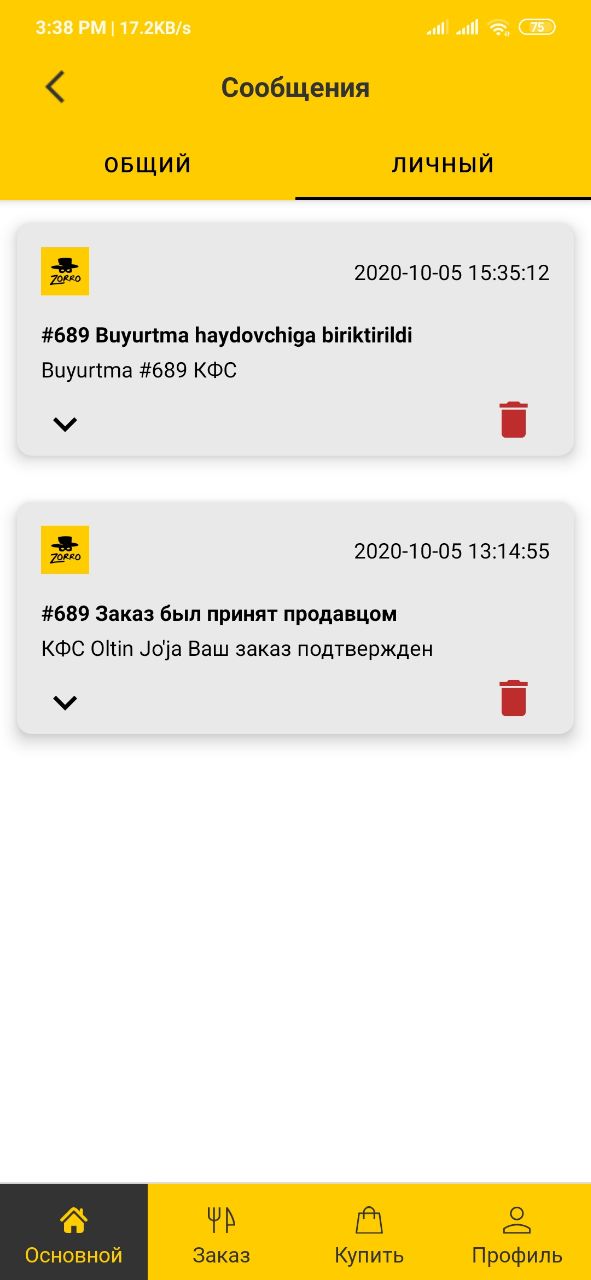 3:38 PM | 17.2KB/s 75
Сообщения
ОБЩИЙ ЛИЧНЫЙ
ZORRO 2020-10-05 15:35:12
#689 Buyurtma haydovchiga biriktirildi
Buyurtma #689 КФС
ZORRO 2020-10-05 13:14:55
#689 Заказ был принят продавцом
КФС Oltin Jo'ja Ваш заказ подтвержден
Основной Заказ Купить Профиль